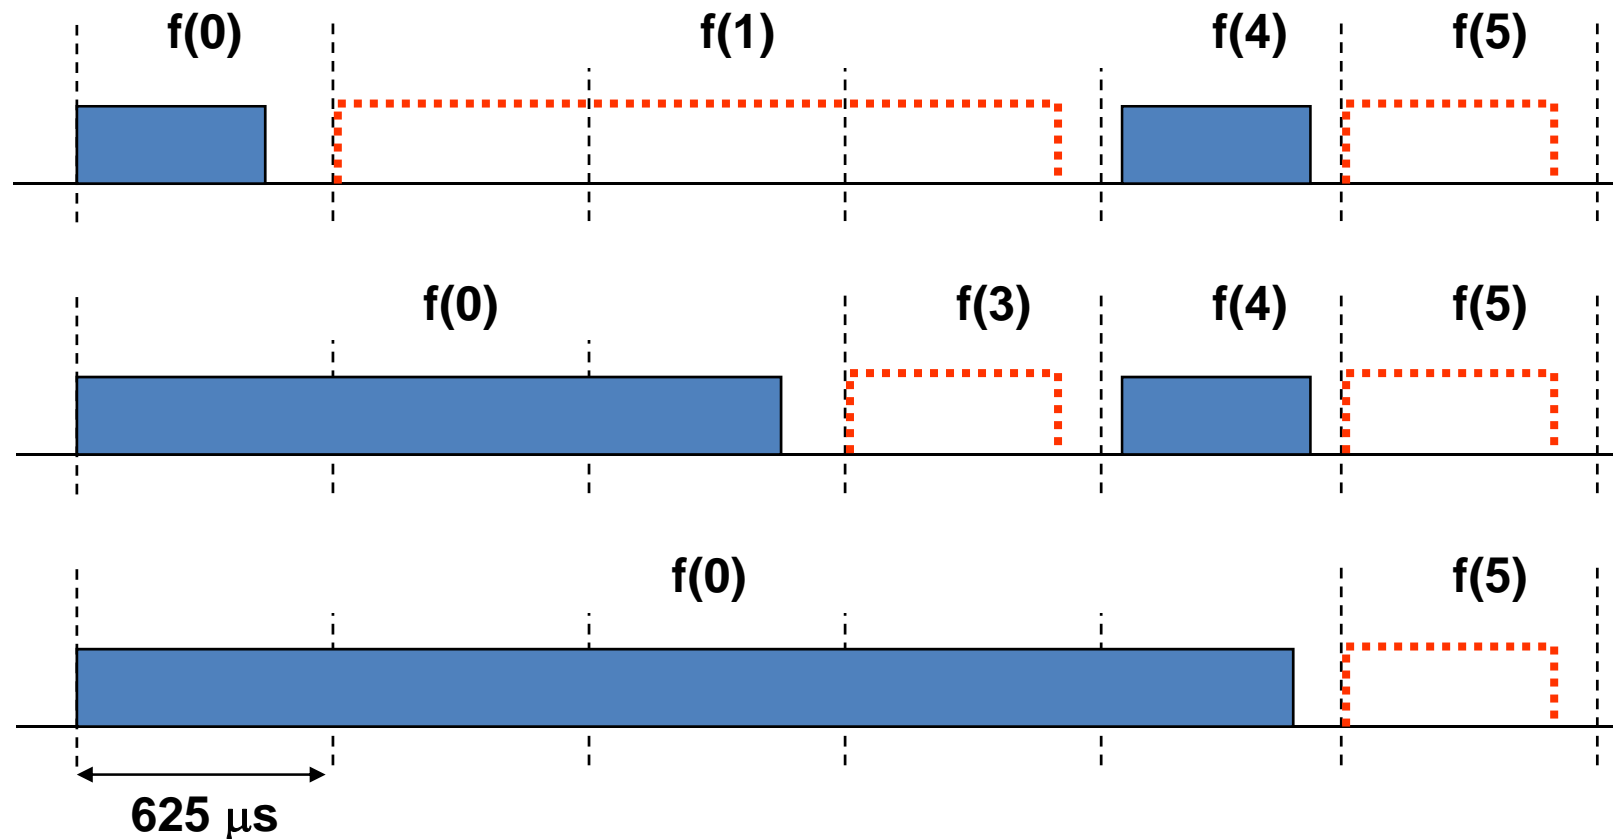 f(0) f(1) f(4) f(5)
f(0) f(3) f(4) f(5)
f(0) f(5)
625 μs